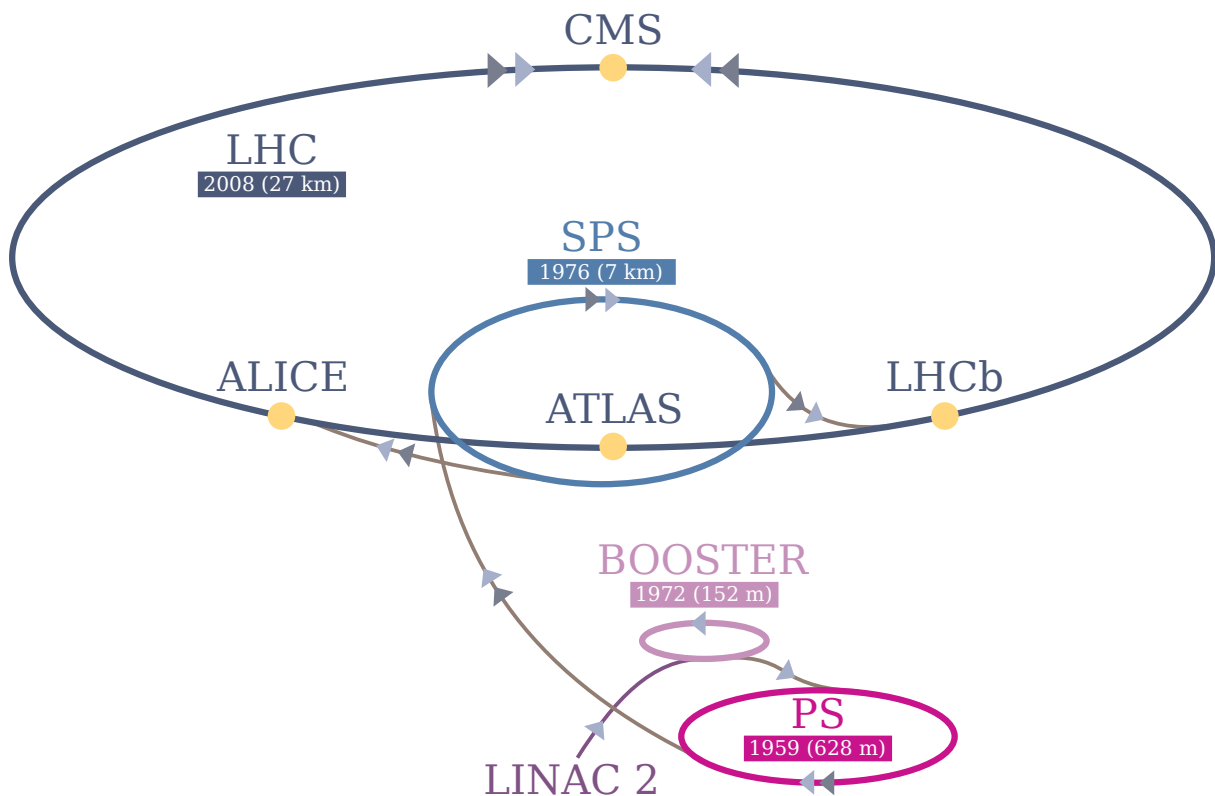 CMS
LHC
2008 (27 km)
SPS
1976 (7 km)
ALICE
ATLAS
LHCb
BOOSTER
1972 (152 m)
PS
1959 (628 m)
LINAC 2